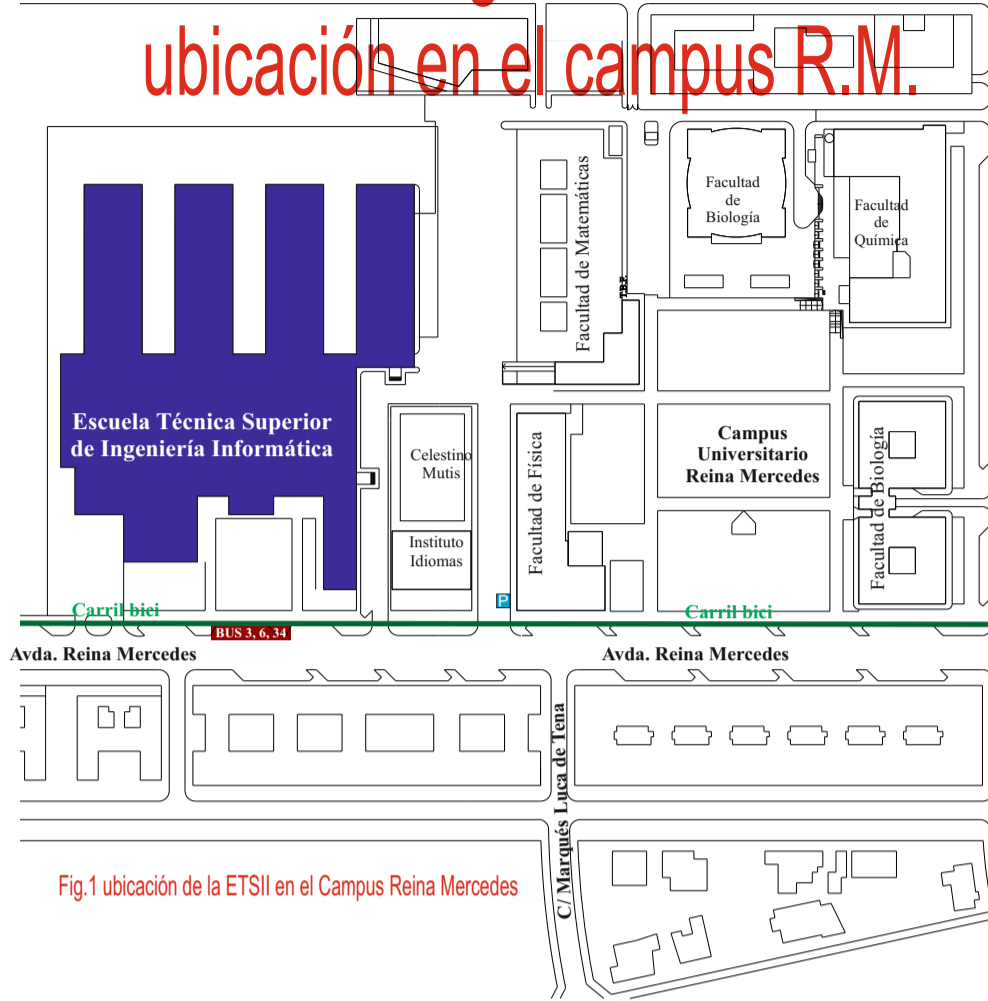 ubicación en el campus R.M.
Facultad de Matemáticas
Facultad
de
Biología
Facultad
de
Química
T.B.F.
Escuela Técnica Superior
de Ingeniería Informática
Celestino
Mutis
Instituto
Idiomas
Facultad de Física
Campus
Universitario
Reina Mercedes
Facultad de Biología
P
Carril bici
Carril bici
BUS 3, 6, 34
Avda. Reina Mercedes
Avda. Reina Mercedes
C/ Marqués Luca de Tena
Fig.1 ubicación de la ETSII en el Campus Reina Mercedes